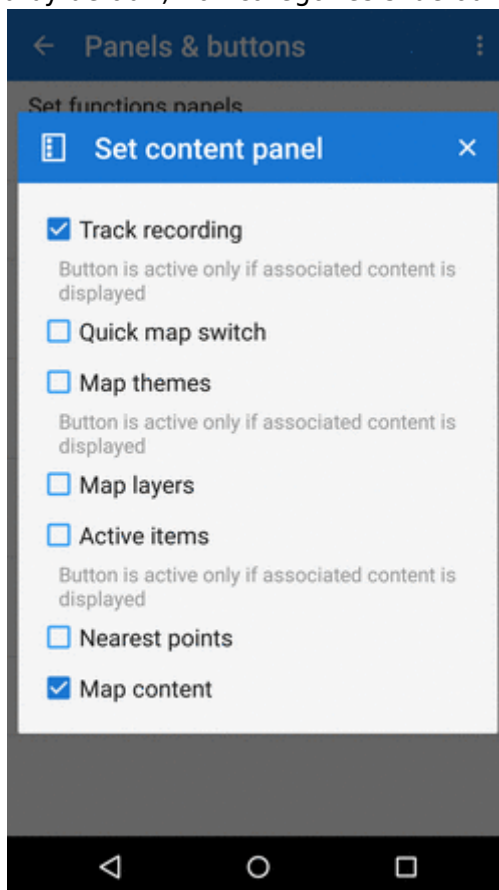 Panels & buttons
Set functions panels
Set content panel
Track recording
Button is active only if associated content is
displayed
Quick map switch
Map themes
Button is active only if associated content is
displayed
Map layers
Active items
Button is active only if associated content is
displayed
Nearest points
Map content